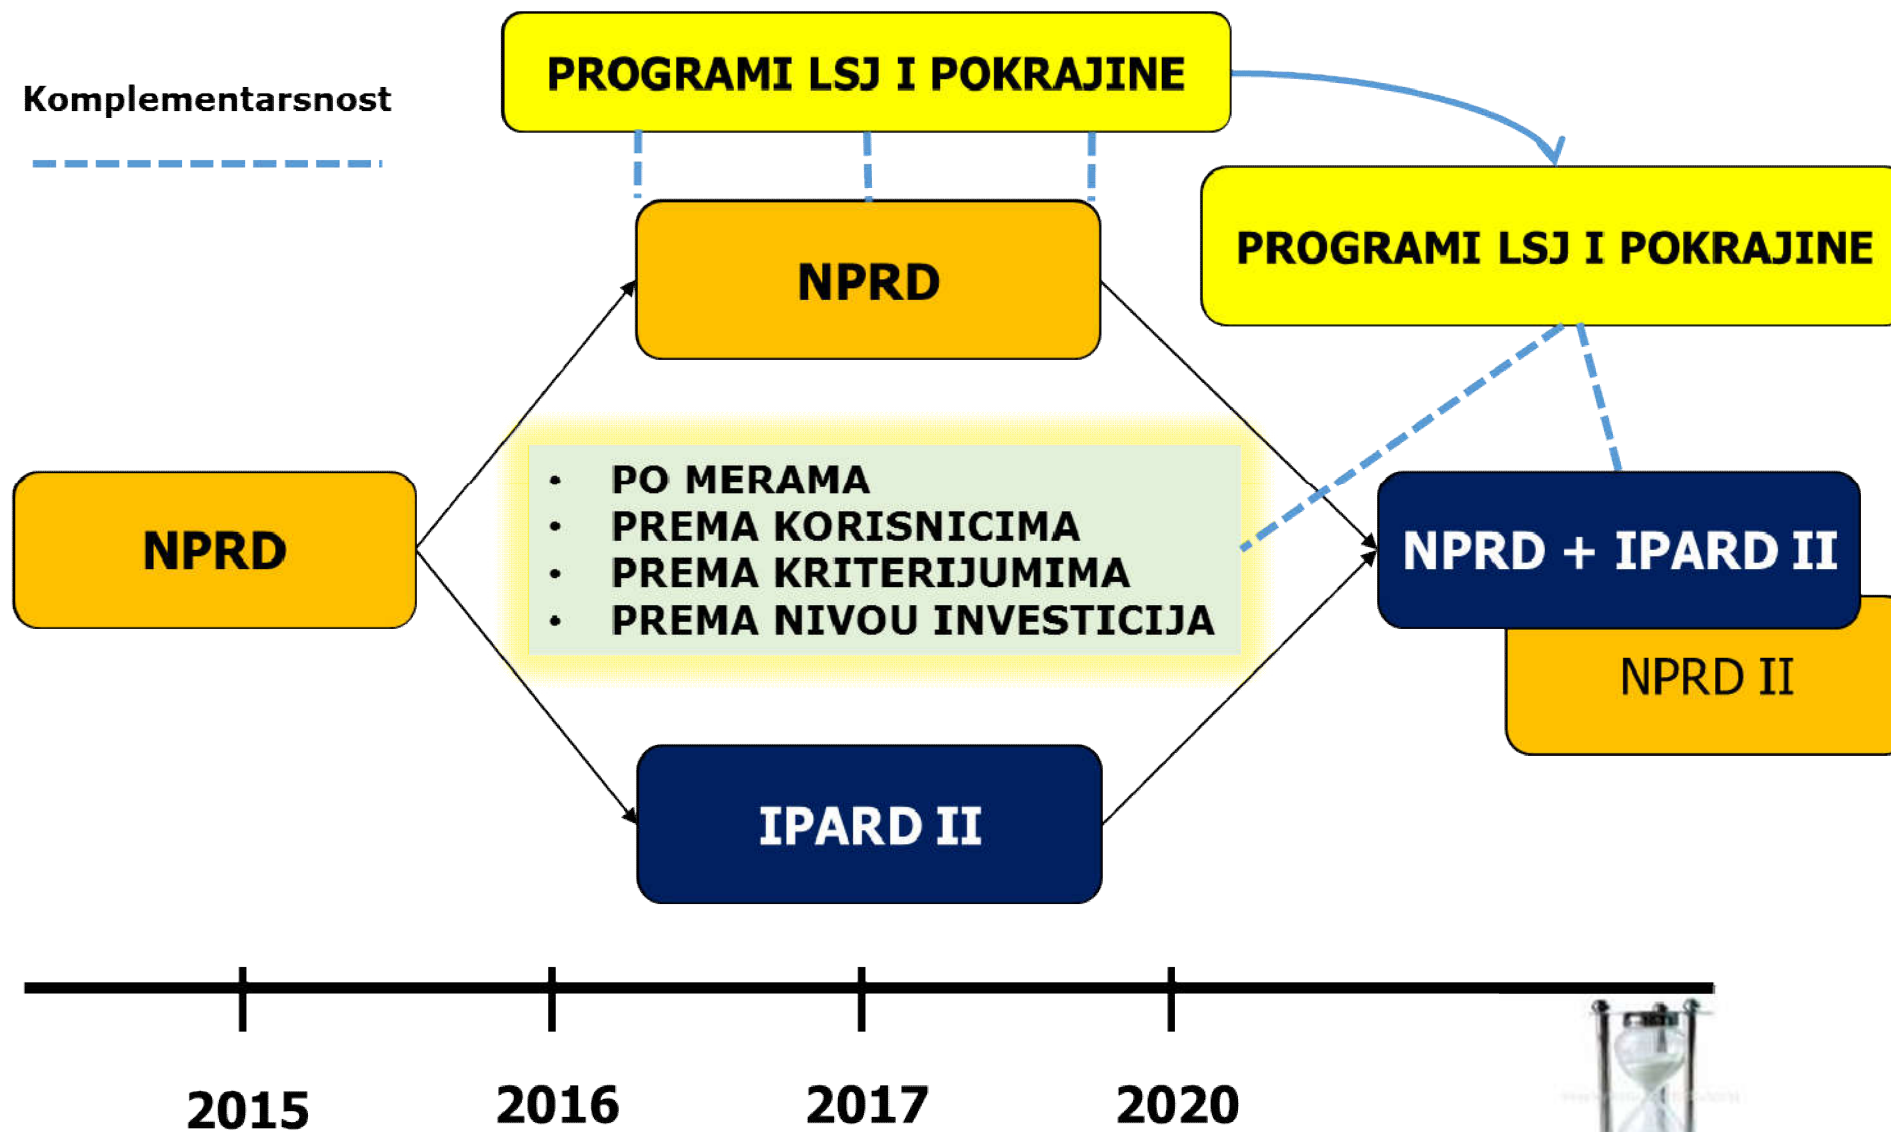 PROGRAMI LSJ I POKRAJINE
Komplementarsnost
PROGRAMI LSJ I POKRAJINE
NPRD
• PO MERAMA
• PREMA KORISNICIMA
• PREMA KRITERIJUMIMA
• PREMA NIVOU INVESTICIJA
NPRD
NPRD + IPARD II
NPRD II
IPARD II
2015
2016
2017
2020